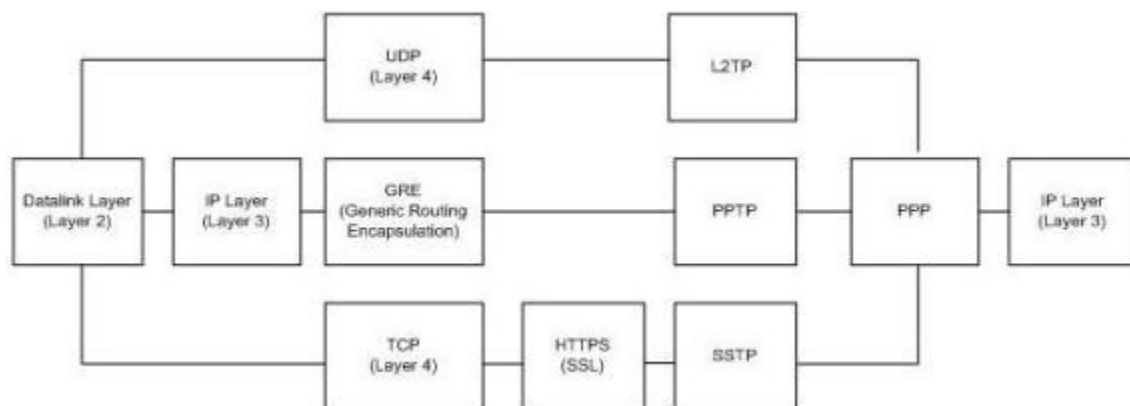 UDP
(Layer 4)
L2TP
Datalink Layer
(Layer 2)
IP Layer
(Layer 3)
GRE
(Generic Routing
Encapsulation)
PPTP
PPP
IP Layer
(Layer 3)
TCP
(Layer 4)
HTTPS
(SSL)
SSTP